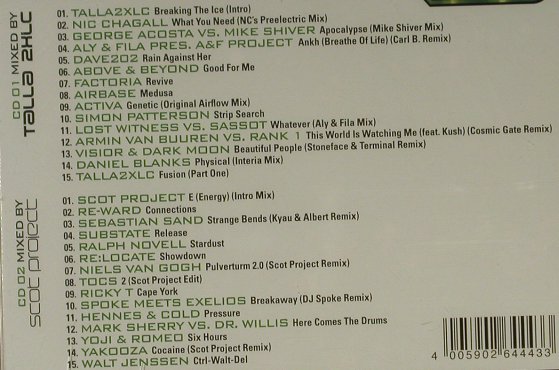 CD 01 MIXED BY
TALLA 2XLC
01. TALLA2XLC Breaking The Ice (Intro)
02. NIC CHAGALL What You Need (NC's Preelectric Mix)
03. GEORGE ACOSTA VS. MIKE SHIVER Apocalypse (Mike Shiver Mix)
04. ALY & FILA PRES. A&F PROJECT Ankh (Breathe Of Life) (Carl B. Remix)
05. DAVE202 Rain Against Her
06. ABOVE & BEYOND Good For Me
07. FACTORIA Revive
08. AIRBASE Medusa
09. ACTIVA Genetic (Original Airflow Mix)
10. SIMON PATTERSON Strip Search
11. LOST WITNESS VS. SASSOT Whatever (Aly & Fila Mix)
12. ARMIN VAN BUUREN VS. RANK 1 This World Is Watching Me (feat. Kush) (Cosmic Gate Remix)
13. VISIOR & DARK MOON Beautiful People (Stoneface & Terminal Remix)
14. DANIEL BLANKS Physical (Interia Mix)
15. TALLA2XLC Fusion (Part One)
CD 02 MIXED BY
SCOT PROJECT
01. SCOT PROJECT E (Energy) (Intro Mix)
02. RE-WARD Connections
03. SEBASTIAN SAND Strange Bends (Kyau & Albert Remix)
04. SUBSTATE Release
05. RALPH NOVELL Stardust
06. RE:LOCATE Showdown
07. NIELS VAN GOGH Pulverturm 2.0 (Scot Project Remix)
08. TOCS 2 (Scot Project Edit)
09. RICKY T Cape York
10. SPOKE MEETS EXELIOS Breakaway (DJ Spoke Remix)
11. HENNES & COLD Pressure
12. MARK SHERRY VS. DR. WILLIS Here Comes The Drums
13. YOJI & ROMEO Six Hours
14. YAKOOZA Cocaine (Scot Project Remix)
15. WALT JENSSEN Ctrl-Walt-Del
4 005902 644433